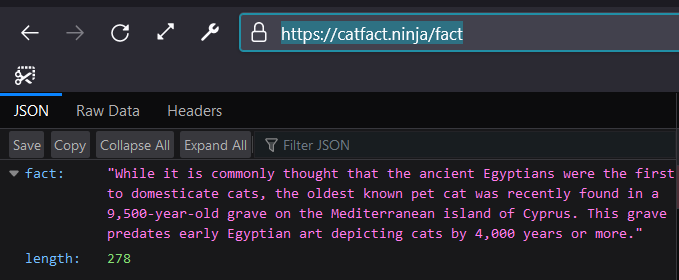 https://catfact.ninja/fact
JSON Raw Data Headers
Save Copy Collapse All Expand All Filter JSON
fact: "While it is commonly thought that the ancient Egyptians were the first
to domesticate cats, the oldest known pet cat was recently found in a
9,500-year-old grave on the Mediterranean island of Cyprus. This grave
predates early Egyptian art depicting cats by 4,000 years or more."
length: 278